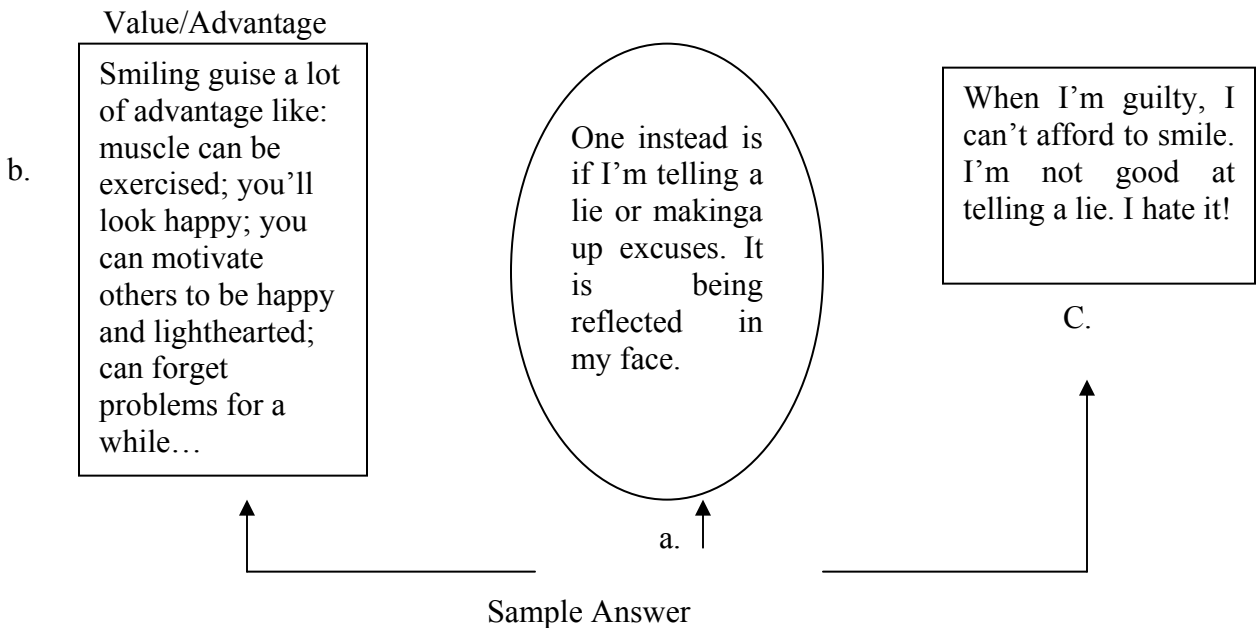 Value/Advantage
b.
Smiling guise a lot
of advantage like:
muscle can be
exercised; you'll
look happy; you
can motivate
others to be happy
and lighthearted;
can forget
problems for a
while…
One instead is
if I'm telling a
lie or makinga
up excuses. It
is being
reflected in
my face.
a.
When I'm guilty, I
can't afford to smile.
I'm not good at
telling a lie. I hate it!
C.
Sample Answer